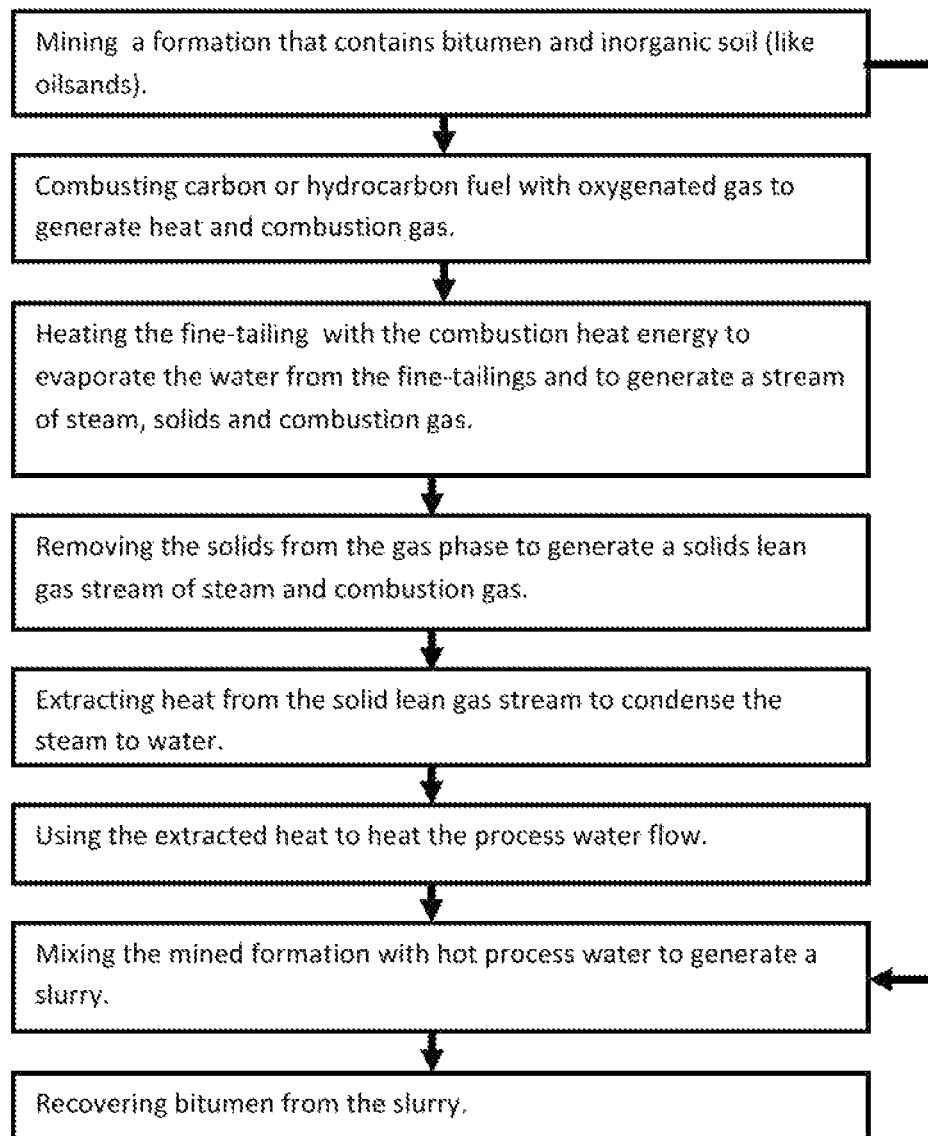 Mining a formation that contains bitumen and inorganic soil (like
oilsands).
Combusting carbon or hydrocarbon fuel with oxygenated gas to
generate heat and combustion gas.
Heating the fine-tailing with the combustion heat energy to
evaporate the water from the fine-tailings and to generate a stream
of steam, solids and combustion gas.
Removing the solids from the gas phase to generate a solids lean
gas stream of steam and combustion gas.
Extracting heat from the solid lean gas stream to condense the
steam to water.
Using the extracted heat to heat the process water flow.
Mixing the mined formation with hot process water to generate a
slurry.
Recovering bitumen from the slurry.